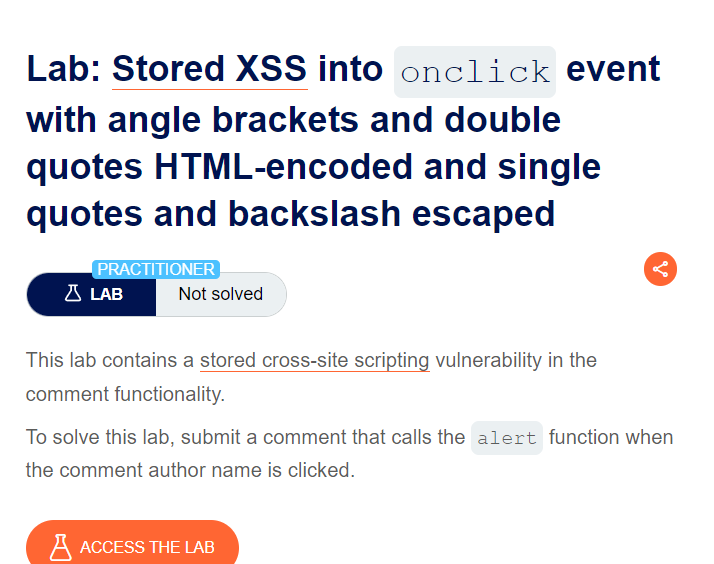 Lab: Stored XSS into onclick event
with angle brackets and double
quotes HTML-encoded and single
quotes and backslash escaped
PRACTITIONER
LAB Not solved
This lab contains a stored cross-site scripting vulnerability in the
comment functionality.
To solve this lab, submit a comment that calls the alert function when
the comment author name is clicked.
ACCESS THE LAB